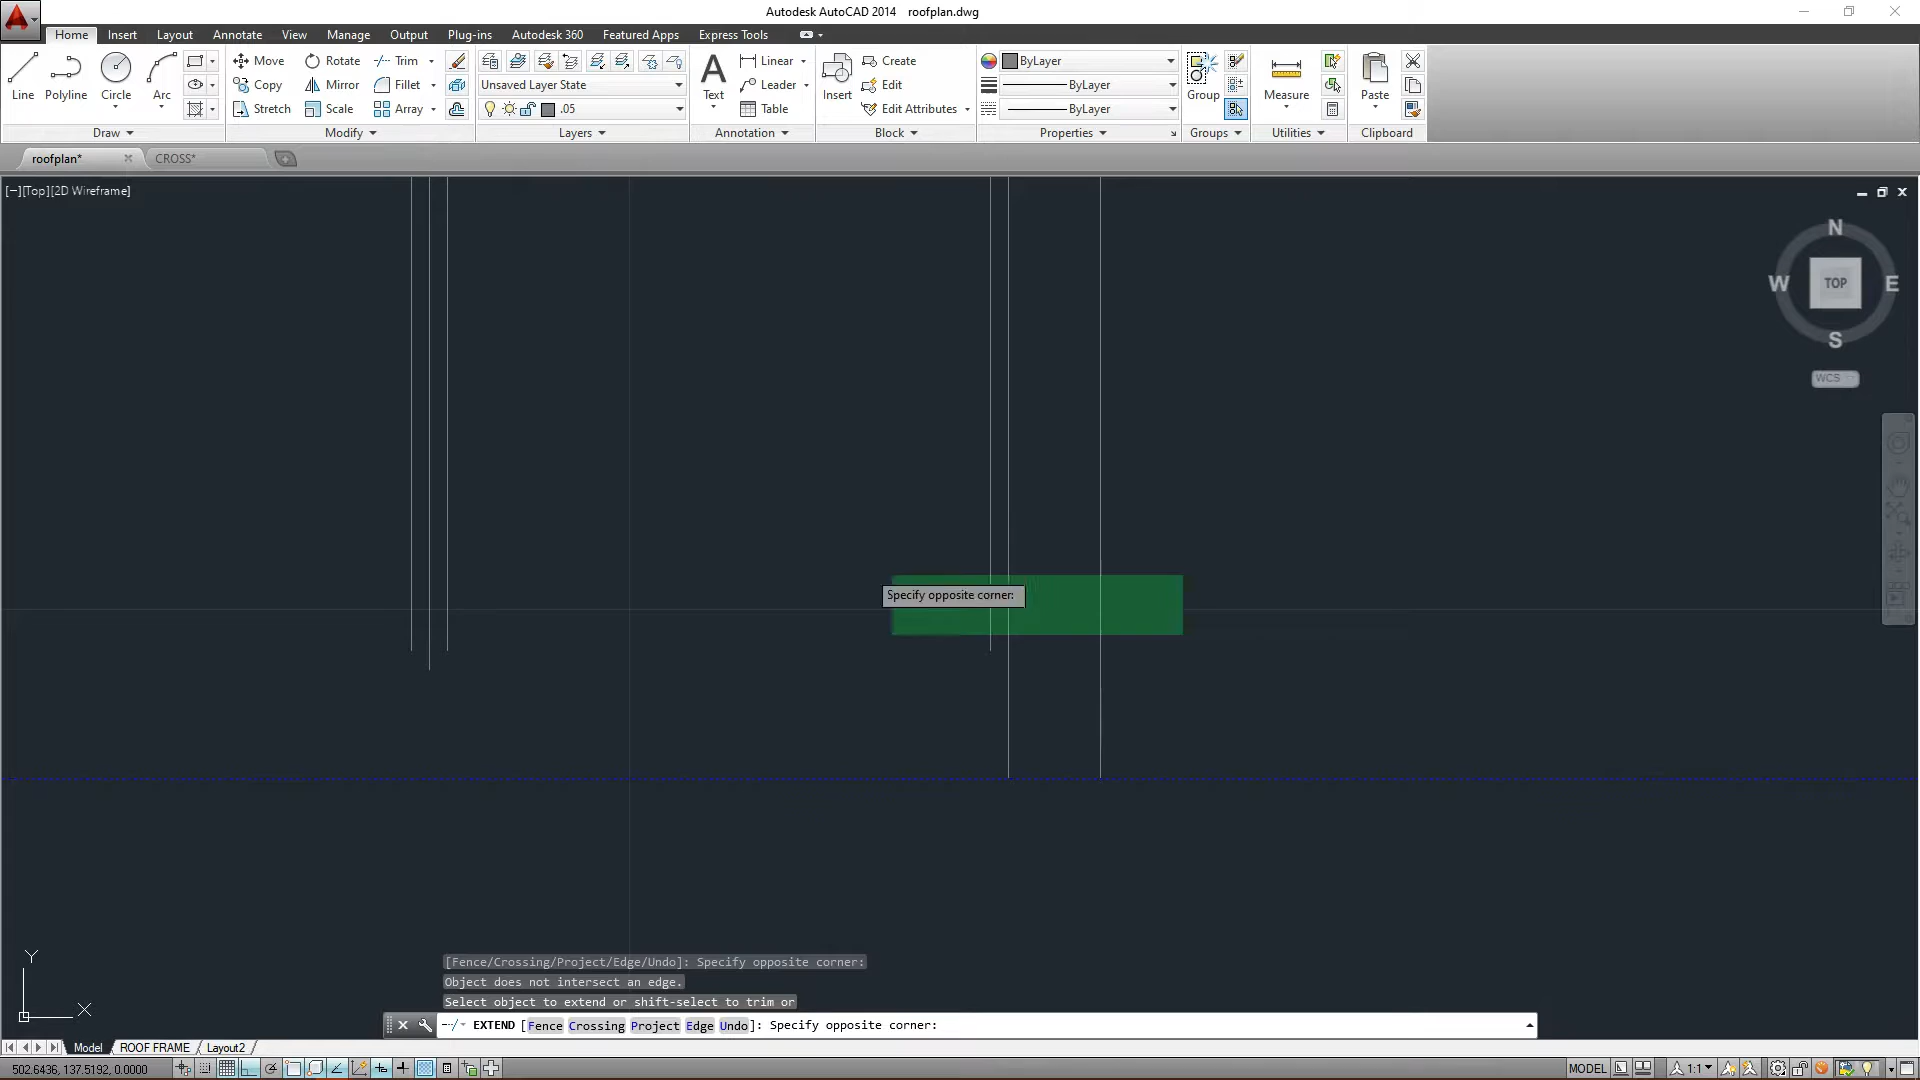 Autodesk AutoCAD 2014 roofplan.dwg
Home Insert Layout Annotate View Manage Output Plug-ins Autodesk 360 Featured Apps Express Tools
Line Polyline Circle Arc
Move Rotate Trim
Copy Mirror Fillet
Stretch Scale Array
Unsaved Layer State
.05
Text
Linear
Leader
Table
Insert
Create
Edit
Edit Attributes
ByLayer
ByLayer
ByLayer
Group
Measure
Paste
Draw Modify Layers Annotation Block Properties Groups Utilities Clipboard
roofplan* CROSS*
[−][Top][2D Wireframe]
N
W TOP E
S
WCS
Specify opposite corner:
Y
X
[Fence/Crossing/Project/Edge/Undo]: Specify opposite corner:
Object does not intersect an edge.
Select object to extend or shift-select to trim or
EXTEND [Fence Crossing Project Edge Undo]: Specify opposite corner:
Model ROOF FRAME Layout2
502.6436, 137.5192, 0.0000 MODEL 1:1